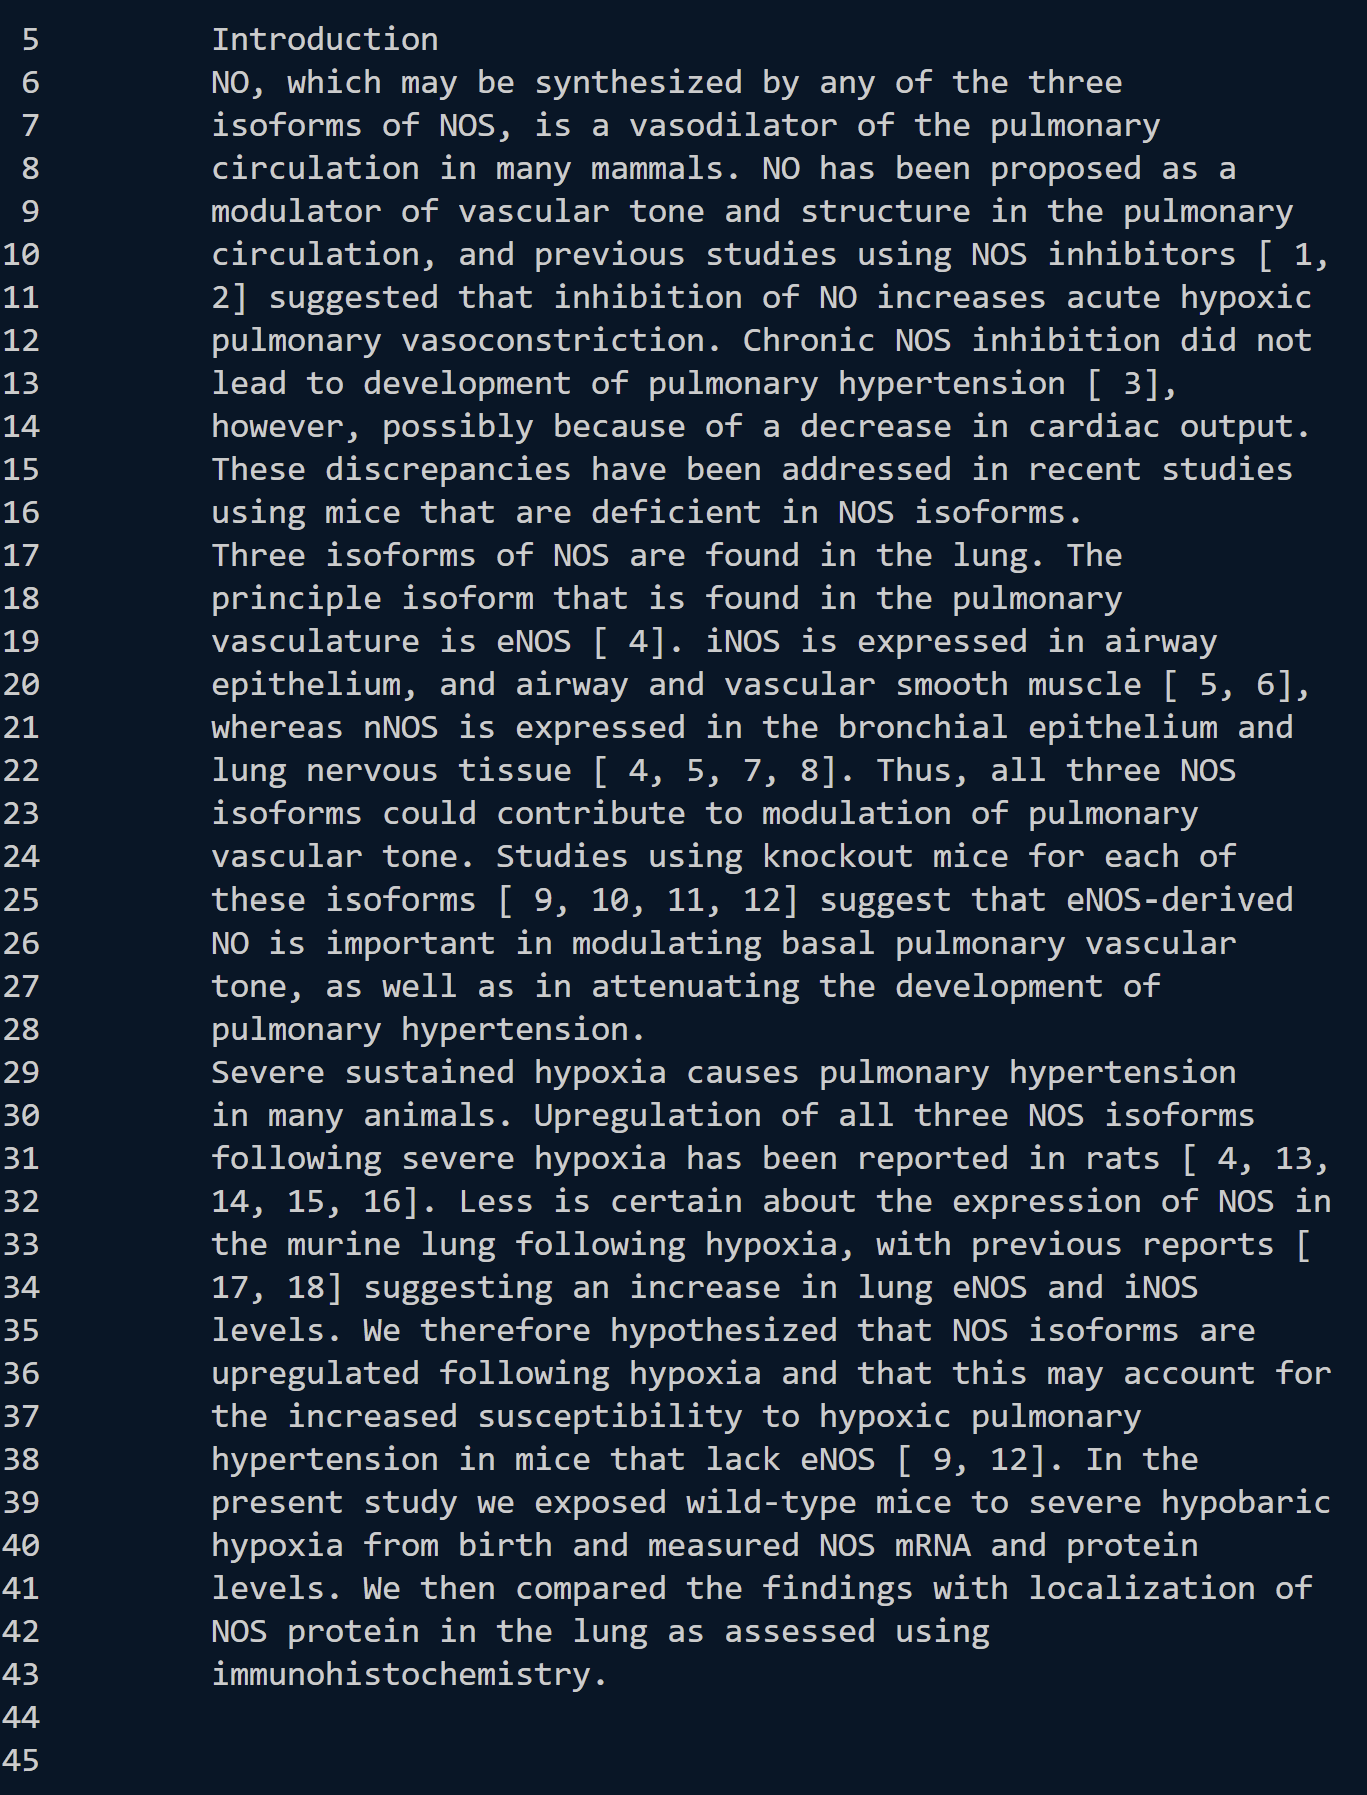 5 Introduction
6 NO, which may be synthesized by any of the three
7 isoforms of NOS, is a vasodilator of the pulmonary
8 circulation in many mammals. NO has been proposed as a
9 modulator of vascular tone and structure in the pulmonary
10 circulation, and previous studies using NOS inhibitors [ 1,
11 2] suggested that inhibition of NO increases acute hypoxic
12 pulmonary vasoconstriction. Chronic NOS inhibition did not
13 lead to development of pulmonary hypertension [ 3],
14 however, possibly because of a decrease in cardiac output.
15 These discrepancies have been addressed in recent studies
16 using mice that are deficient in NOS isoforms.
17 Three isoforms of NOS are found in the lung. The
18 principle isoform that is found in the pulmonary
19 vasculature is eNOS [ 4]. iNOS is expressed in airway
20 epithelium, and airway and vascular smooth muscle [ 5, 6],
21 whereas nNOS is expressed in the bronchial epithelium and
22 lung nervous tissue [ 4, 5, 7, 8]. Thus, all three NOS
23 isoforms could contribute to modulation of pulmonary
24 vascular tone. Studies using knockout mice for each of
25 these isoforms [ 9, 10, 11, 12] suggest that eNOS-derived
26 NO is important in modulating basal pulmonary vascular
27 tone, as well as in attenuating the development of
28 pulmonary hypertension.
29 Severe sustained hypoxia causes pulmonary hypertension
30 in many animals. Upregulation of all three NOS isoforms
31 following severe hypoxia has been reported in rats [ 4, 13,
32 14, 15, 16]. Less is certain about the expression of NOS in
33 the murine lung following hypoxia, with previous reports [
34 17, 18] suggesting an increase in lung eNOS and iNOS
35 levels. We therefore hypothesized that NOS isoforms are
36 upregulated following hypoxia and that this may account for
37 the increased susceptibility to hypoxic pulmonary
38 hypertension in mice that lack eNOS [ 9, 12]. In the
39 present study we exposed wild-type mice to severe hypobaric
40 hypoxia from birth and measured NOS mRNA and protein
41 levels. We then compared the findings with localization of
42 NOS protein in the lung as assessed using
43 immunohistochemistry.
44
45